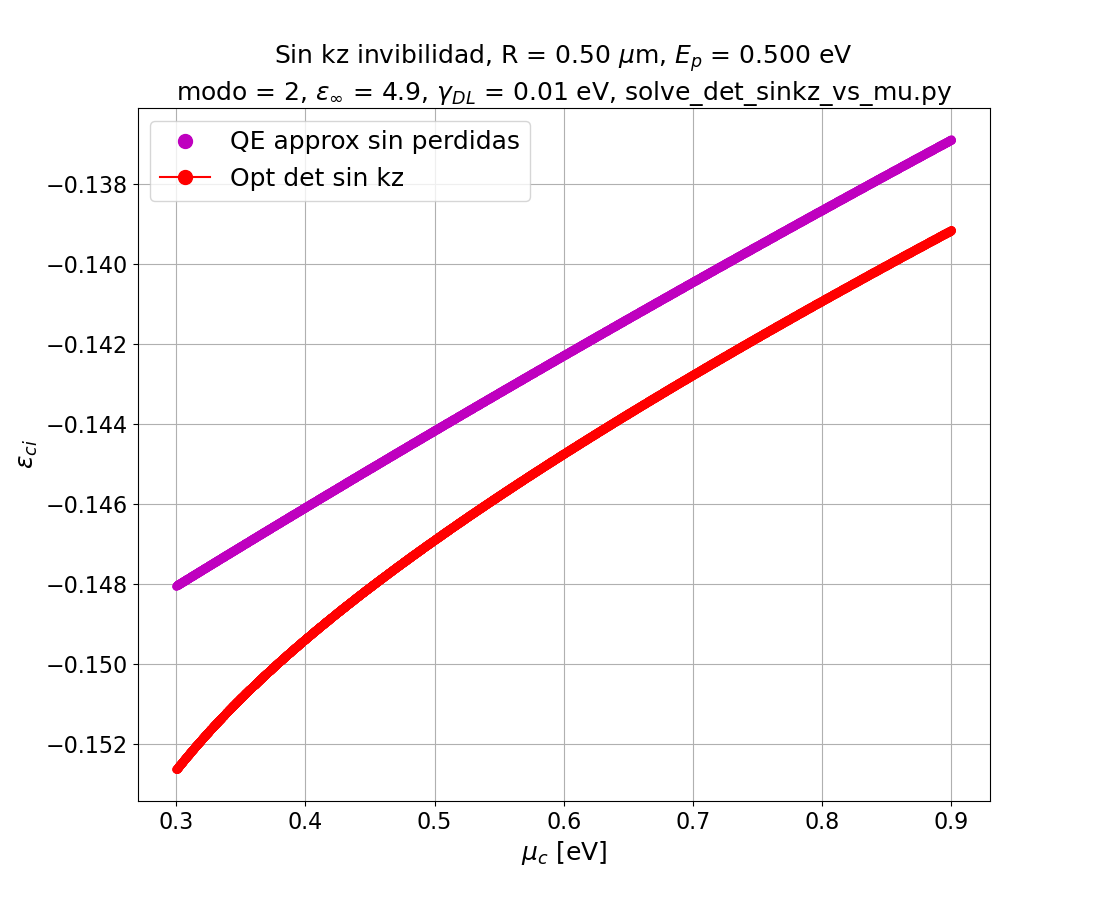 Sin kz invibilidad, R = 0.50 μm, E_p = 0.500 eV
modo = 2, ε_∞ = 4.9, γ_DL = 0.01 eV, solve_det_sinkz_vs_mu.py
QE approx sin perdidas
Opt det sin kz
−0.138
−0.140
−0.142
−0.144
−0.146
−0.148
−0.150
−0.152
ε_ci
0.3 0.4 0.5 0.6 0.7 0.8 0.9
μ_c [eV]